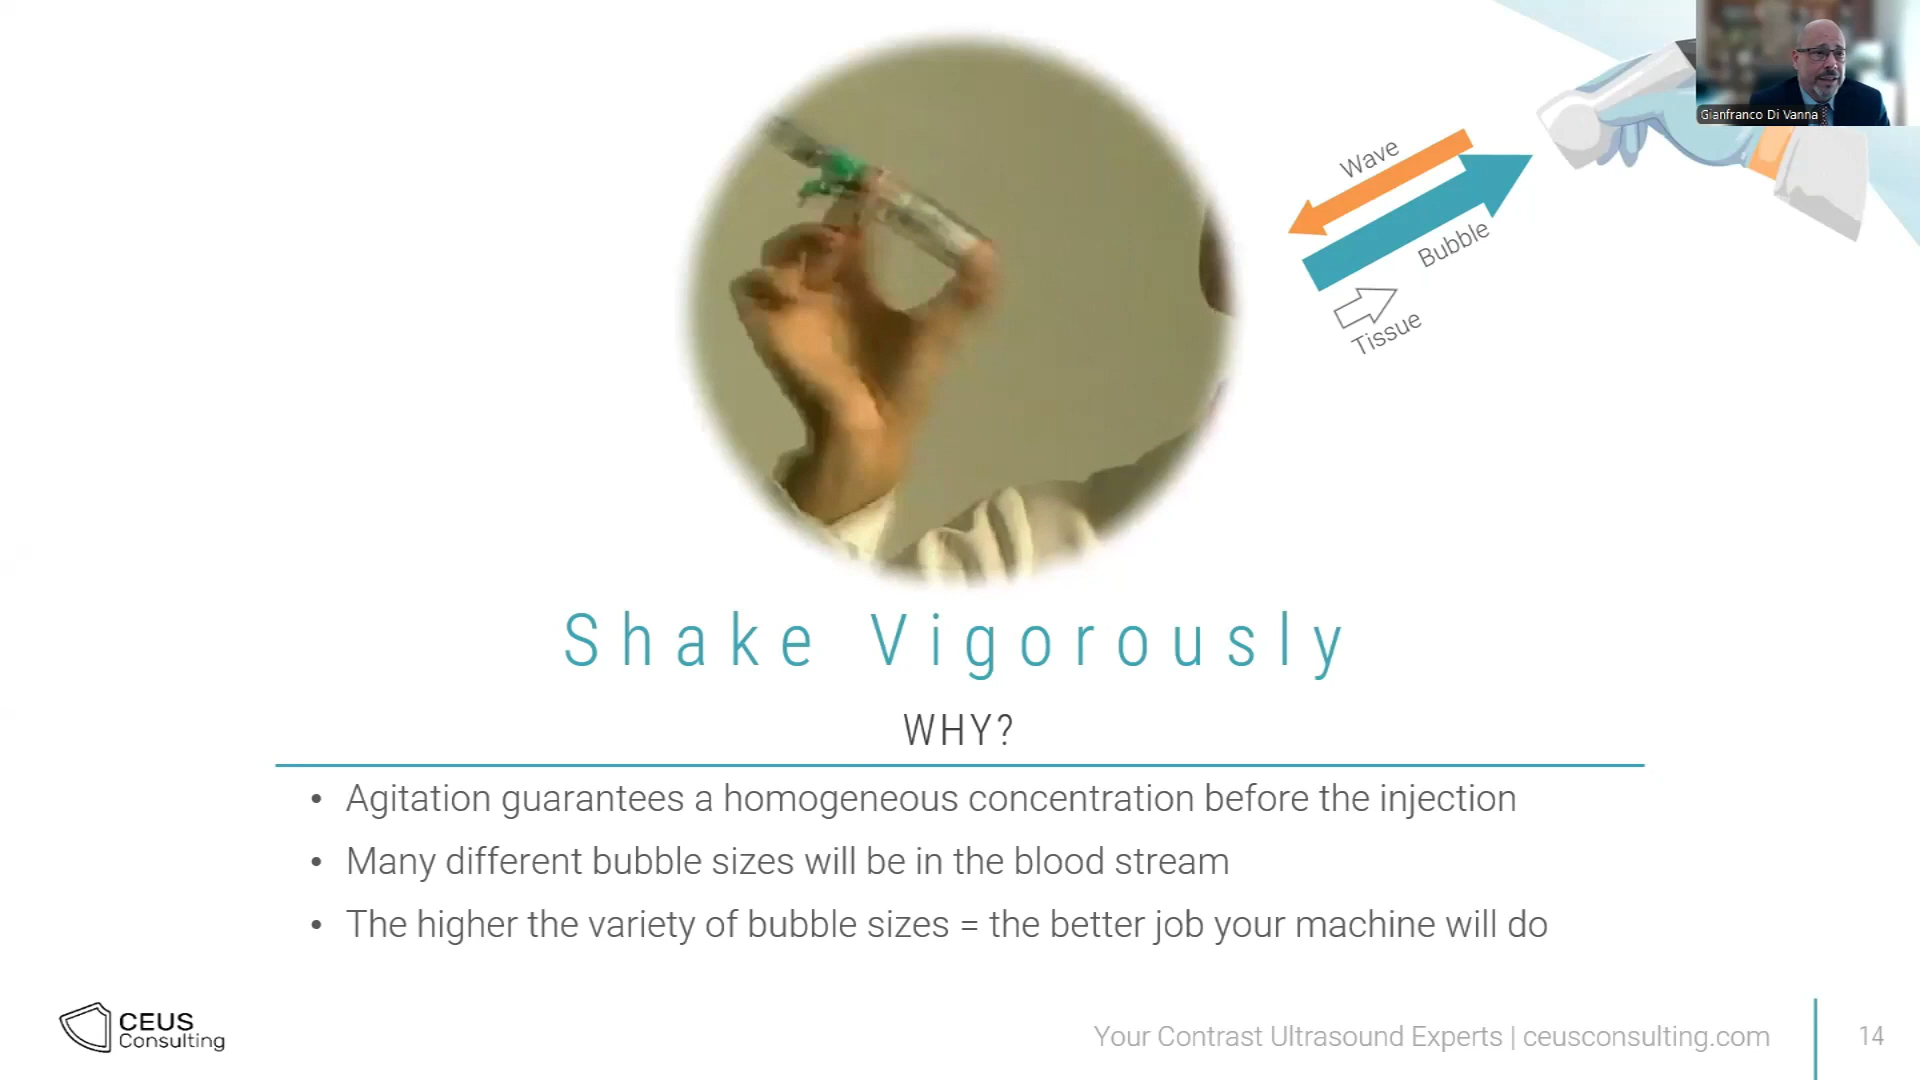 Gianfranco Di Vanna
Wave
Bubble
Tissue
Shake Vigorously
WHY?
• Agitation guarantees a homogeneous concentration before the injection
• Many different bubble sizes will be in the blood stream
• The higher the variety of bubble sizes = the better job your machine will do
CEUS
Consulting
Your Contrast Ultrasound Experts | ceusconsulting.com
14